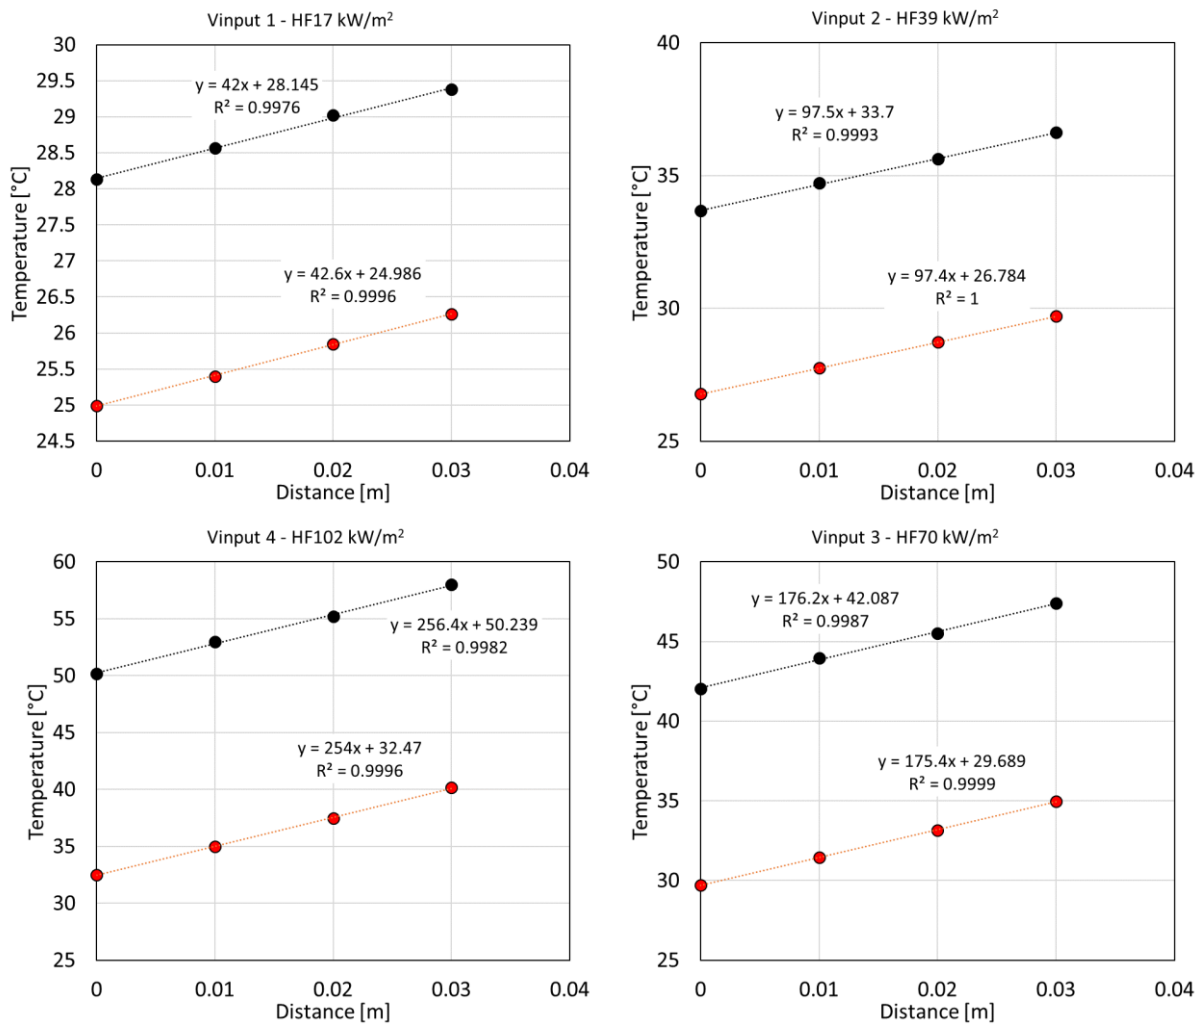 Vinput 1 - HF17 kW/m²
30
29.5
29
28.5
28
27.5
27
26.5
26
25.5
25
24.5
Temperature [°C]
y = 42x + 28.145
R² = 0.9976
y = 42.6x + 24.986
R² = 0.9996
0 0.01 0.02 0.03 0.04
Distance [m]
Vinput 2 - HF39 kW/m²
40
35
30
25
Temperature [°C]
y = 97.5x + 33.7
R² = 0.9993
y = 97.4x + 26.784
R² = 1
0 0.01 0.02 0.03 0.04
Distance [m]
Vinput 4 - HF102 kW/m²
60
55
50
45
40
35
30
25
Temperature [°C]
y = 256.4x + 50.239
R² = 0.9982
y = 254x + 32.47
R² = 0.9996
0 0.01 0.02 0.03 0.04
Distance [m]
Vinput 3 - HF70 kW/m²
50
45
40
35
30
25
Temperature [°C]
y = 176.2x + 42.087
R² = 0.9987
y = 175.4x + 29.689
R² = 0.9999
0 0.01 0.02 0.03 0.04
Distance [m]